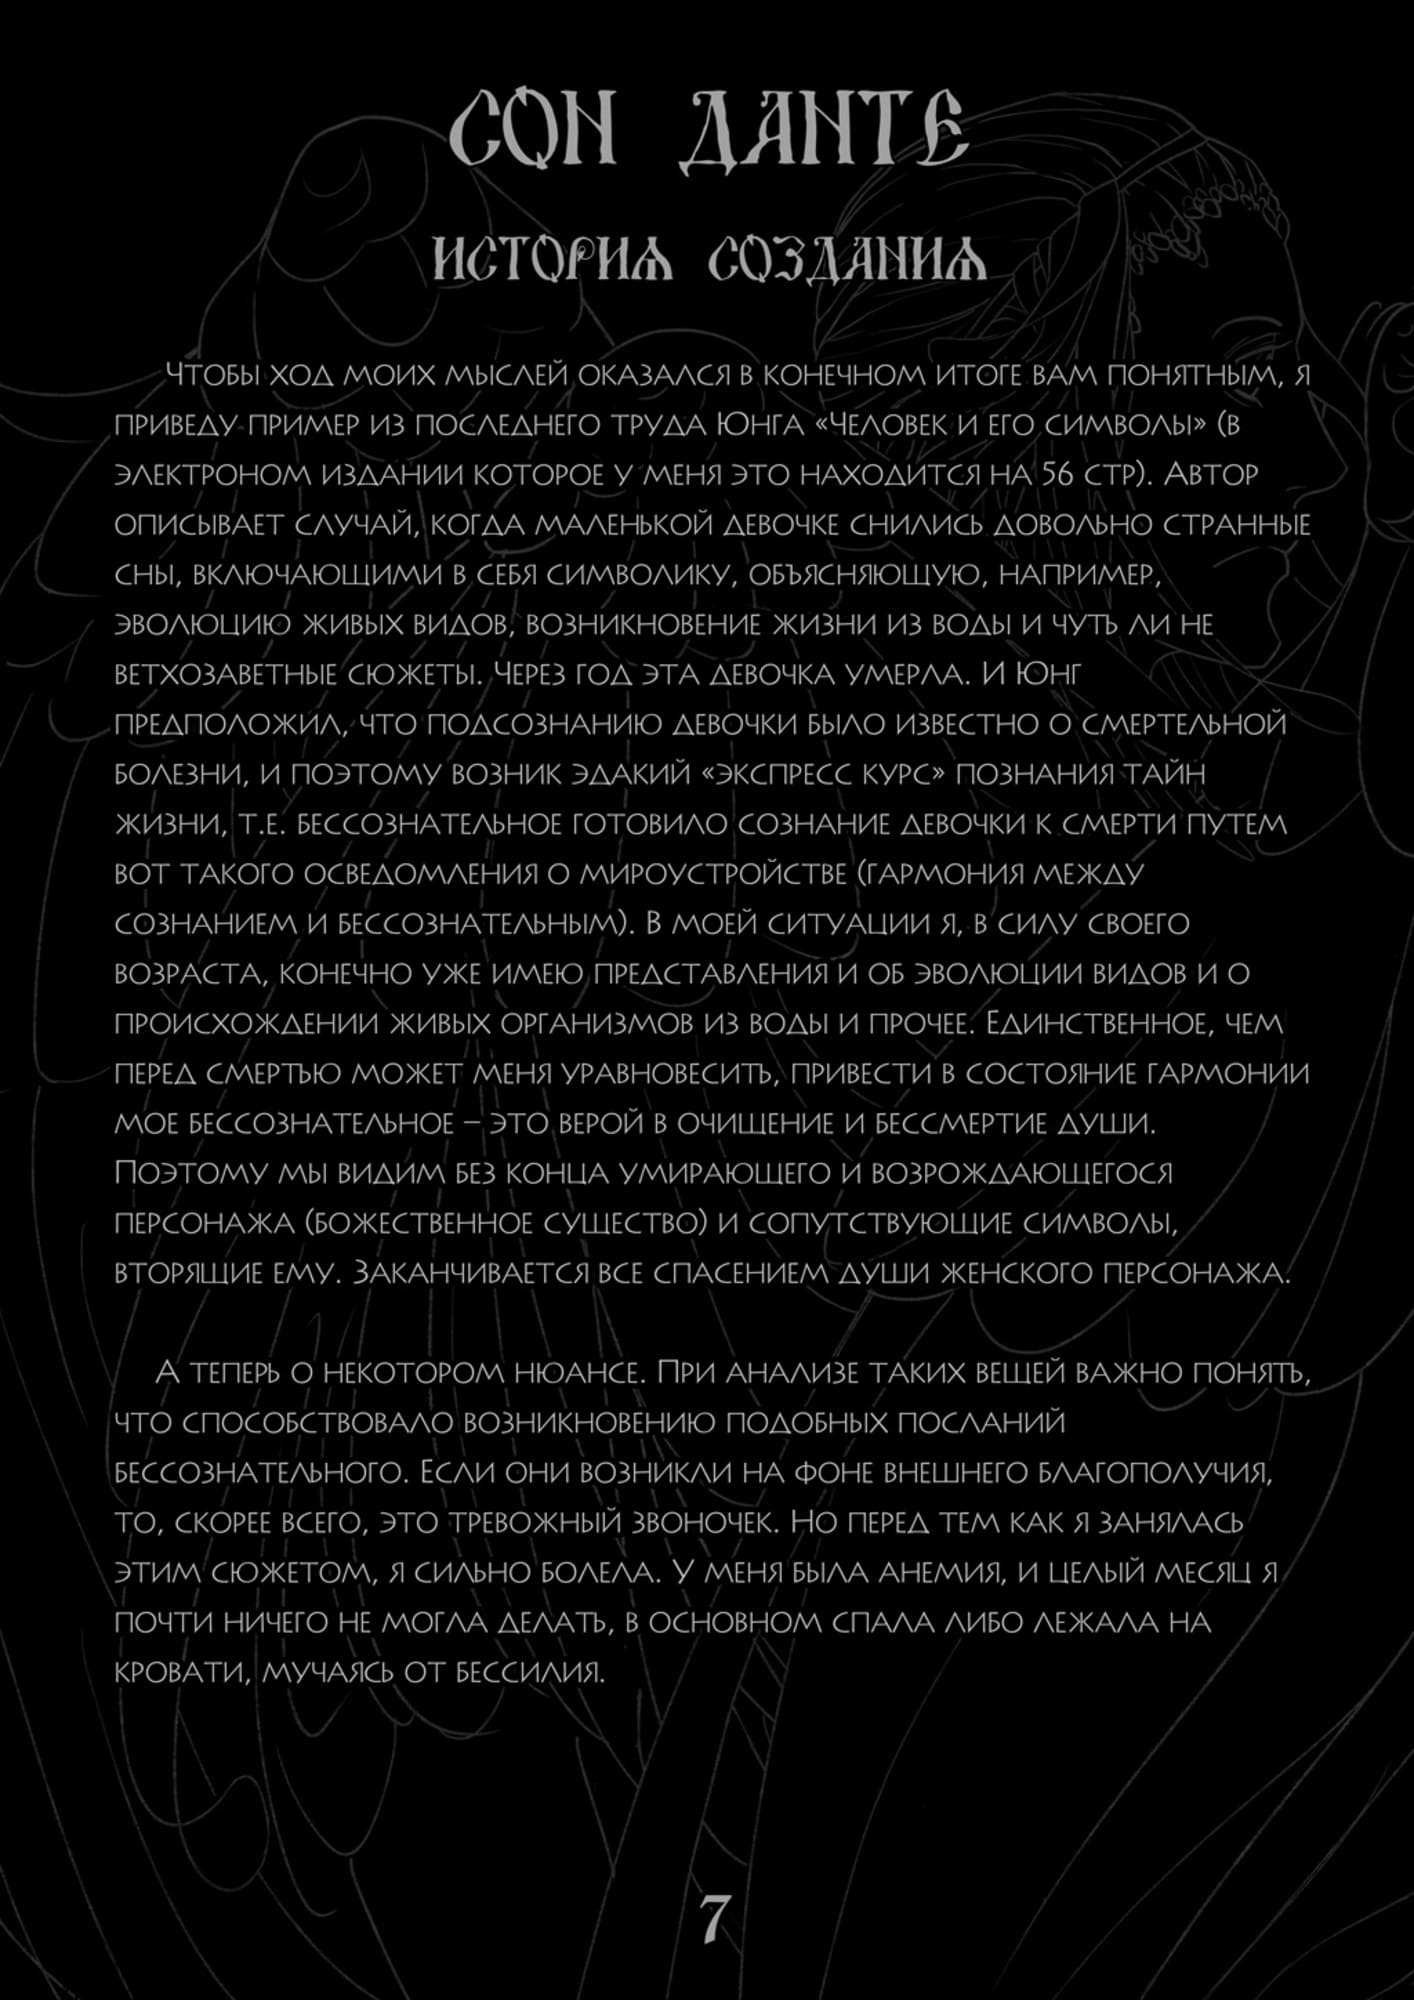 СОН ДАНТЕ
ИСТОРИЯ СОЗДАНИЯ
Чтобы ход моих мыслей оказался в конечном итоге вам понятным, я
приведу пример из последнего труда Юнга «Человек и его символы» (в
электроном издании которое у меня это находится на 56 стр). Автор
описывает случай, когда маленькой девочке снились довольно странные
сны, включающими в себя символику, объясняющую, например,
эволюцию живых видов, возникновение жизни из воды и чуть ли не
ветхозаветные сюжеты. Через год эта девочка умерла. И Юнг
предположил, что подсознанию девочки было известно о смертельной
болезни, и поэтому возник эдакий «экспресс курс» познания тайн
жизни, т.е. бессознательное готовило сознание девочки к смерти путем
вот такого осведомления о мироустройстве (гармония между
сознанием и бессознательным). В моей ситуации я, в силу своего
возраста, конечно уже имею представления и об эволюции видов и о
происхождении живых организмов из воды и прочее. Единственное, чем
перед смертью может меня уравновесить, привести в состояние гармонии
мое бессознательное – это верой в очищение и бессмертие души.
Поэтому мы видим без конца умирающего и возрождающегося
персонажа (божественное существо) и сопутствующие символы,
вторящие ему. Заканчивается все спасением души женского персонажа.
А теперь о некотором нюансе. При анализе таких вещей важно понять,
что способствовало возникновению подобных посланий
бессознательного. Если они возникли на фоне внешнего благополучия,
то, скорее всего, это тревожный звоночек. Но перед тем как я занялась
этим сюжетом, я сильно болела. У меня была анемия, и целый месяц я
почти ничего не могла делать, в основном спала либо лежала на
кровати, мучаясь от бессилия.
7